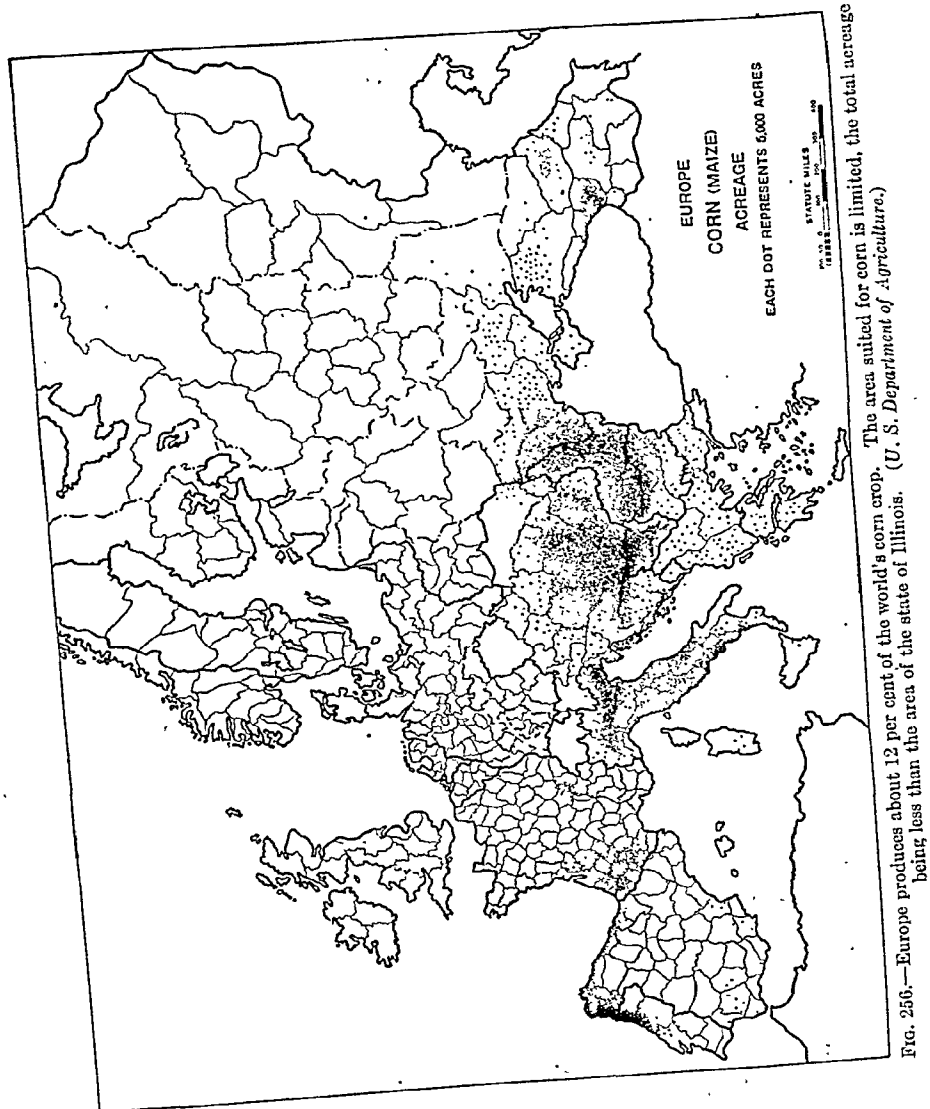 EUROPE
CORN (MAIZE)
ACREAGE
EACH DOT REPRESENTS 5,000 ACRES
STATUTE MILES
FIG. 256.—Europe produces about 12 per cent of the world's corn crop. The area suited for corn is limited, the total acreage
being less than the area of the state of Illinois. (U. S. Department of Agriculture.)